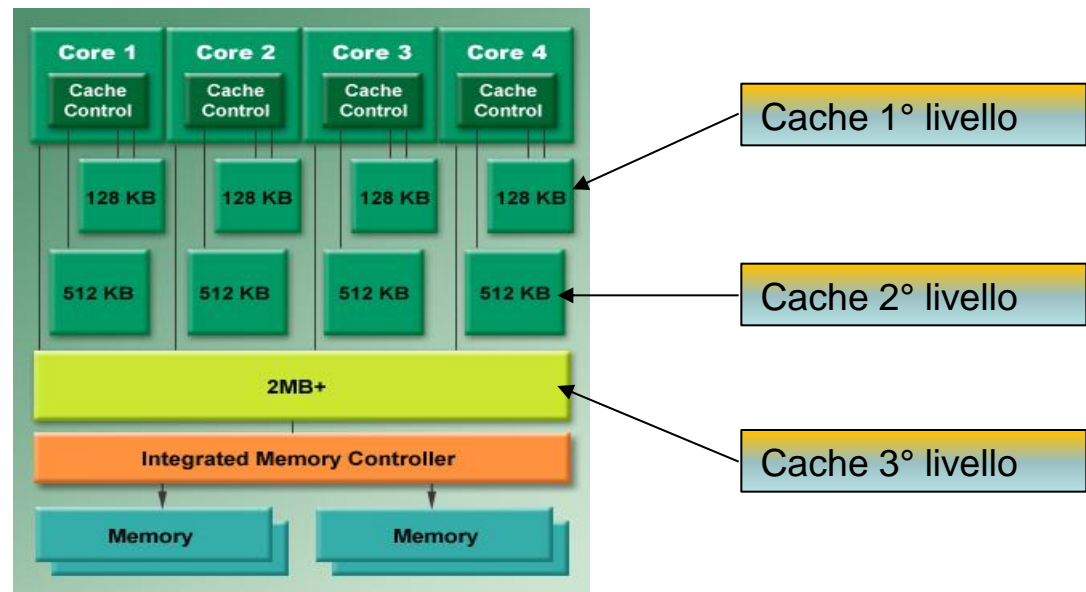 Core 1 Core 2 Core 3 Core 4
Cache Control Cache Control Cache Control Cache Control
Cache 1° livello
128 KB 128 KB 128 KB 128 KB
512 KB 512 KB 512 KB 512 KB
Cache 2° livello
2MB+
Integrated Memory Controller
Cache 3° livello
Memory Memory